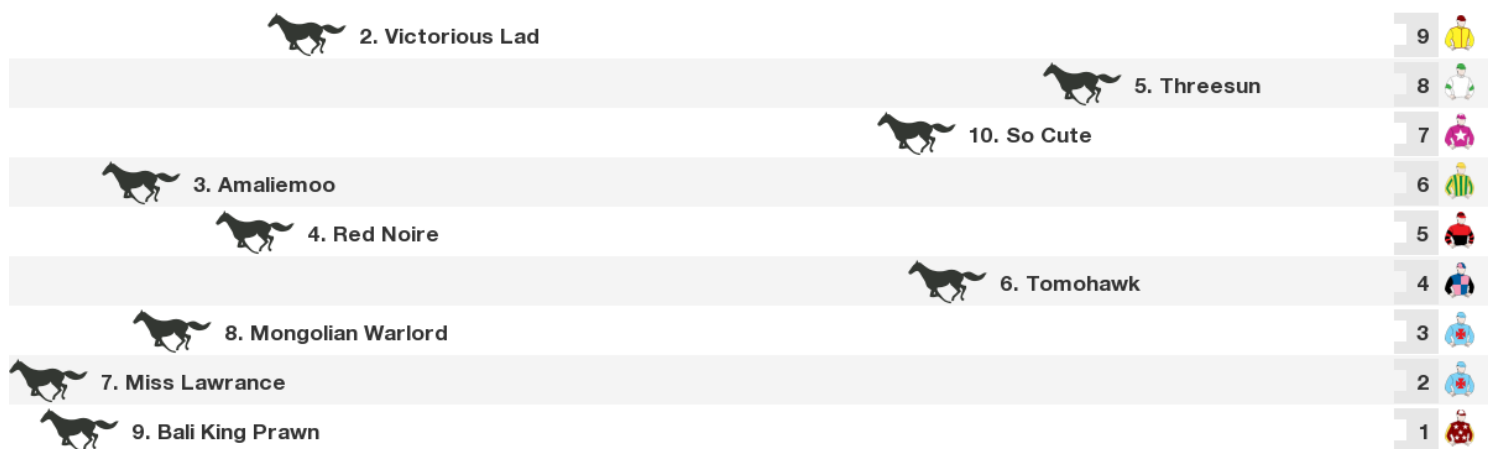 2. Victorious Lad 9
5. Threesun 8
10. So Cute 7
3. Amaliemoo 6
4. Red Noire 5
6. Tomohawk 4
8. Mongolian Warlord 3
7. Miss Lawrance 2
9. Bali King Prawn 1